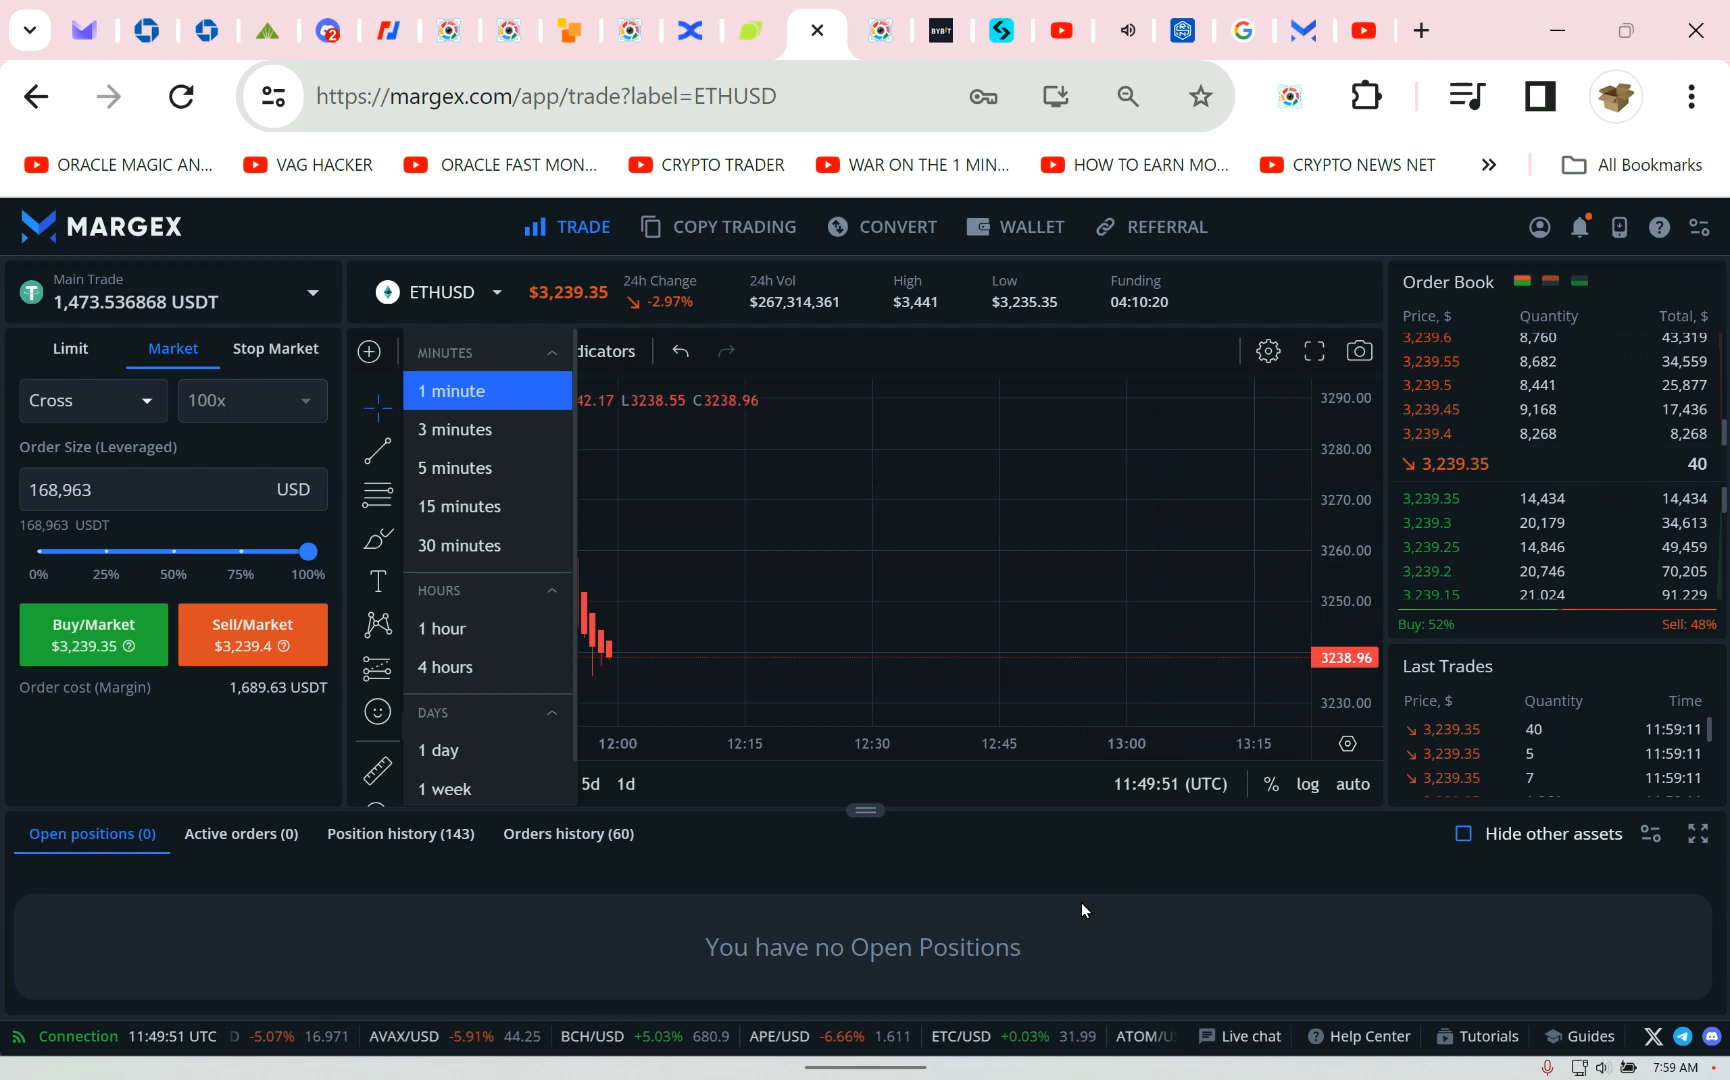 2
BYBIT
https://margex.com/app/trade?label=ETHUSD
ORACLE MAGIC AN... VAG HACKER ORACLE FAST MON... CRYPTO TRADER WAR ON THE 1 MIN... HOW TO EARN MO... CRYPTO NEWS NET » All Bookmarks
MARGEX TRADE COPY TRADING CONVERT WALLET REFERRAL
Main Trade
1,473.536868 USDT
ETHUSD $3,239.35
24h Change 24h Vol High Low Funding
-2.97% $267,314,361 $3,441 $3,235.35 04:10:20
Limit Market Stop Market
Cross 100x
Order Size (Leveraged)
168,963 USD
168,963 USDT
0% 25% 50% 75% 100%
Buy/Market
$3,239.35
Sell/Market
$3,239.4
Order cost (Margin) 1,689.63 USDT
MINUTES
1 minute
3 minutes
5 minutes
15 minutes
30 minutes
HOURS
1 hour
4 hours
DAYS
1 day
1 week
dicators
42.17 L3238.55 C3238.96
3290.00
3280.00
3270.00
3260.00
3250.00
3238.96
3230.00
12:00 12:15 12:30 12:45 13:00 13:15
5d 1d 11:49:51 (UTC) % log auto
Order Book
Price, $ Quantity Total, $
3,239.6 8,760 43,319
3,239.55 8,682 34,559
3,239.5 8,441 25,877
3,239.45 9,168 17,436
3,239.4 8,268 8,268
3,239.35 40
3,239.35 14,434 14,434
3,239.3 20,179 34,613
3,239.25 14,846 49,459
3,239.2 20,746 70,205
3,239.15 21,024 91,229
Buy: 52% Sell: 48%
Last Trades
Price, $ Quantity Time
3,239.35 40 11:59:11
3,239.35 5 11:59:11
3,239.35 7 11:59:11
Open positions (0) Active orders (0) Position history (143) Orders history (60) Hide other assets
You have no Open Positions
Connection 11:49:51 UTC D -5.07% 16.971 AVAX/USD -5.91% 44.25 BCH/USD +5.03% 680.9 APE/USD -6.66% 1.611 ETC/USD +0.03% 31.99 ATOM/U Live chat Help Center Tutorials Guides
7:59 AM